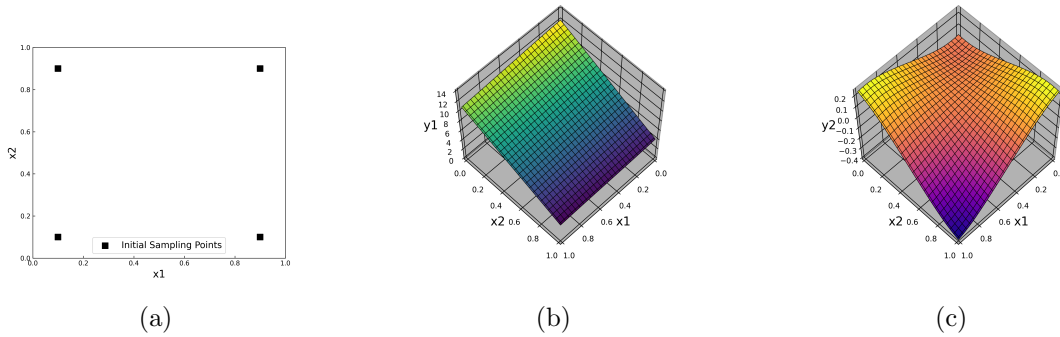 1.0
0.8
0.6
x2
0.4
0.2
Initial Sampling Points
0.0
0.0 0.2 0.4 0.6 0.8 1.0
x1
(a)
14
12
y1 10
8
6
4
2
0
0.0 0.0
0.2 0.2
0.4 0.4
x2 0.6 0.6 x1
0.8 0.8
1.0 1.0
(b)
0.2
0.1
y2 0.0
−0.1
−0.2
−0.3
−0.4
0.0 0.0
0.2 0.2
0.4 0.4
x2 0.6 0.6 x1
0.8 0.8
1.0 1.0
(c)